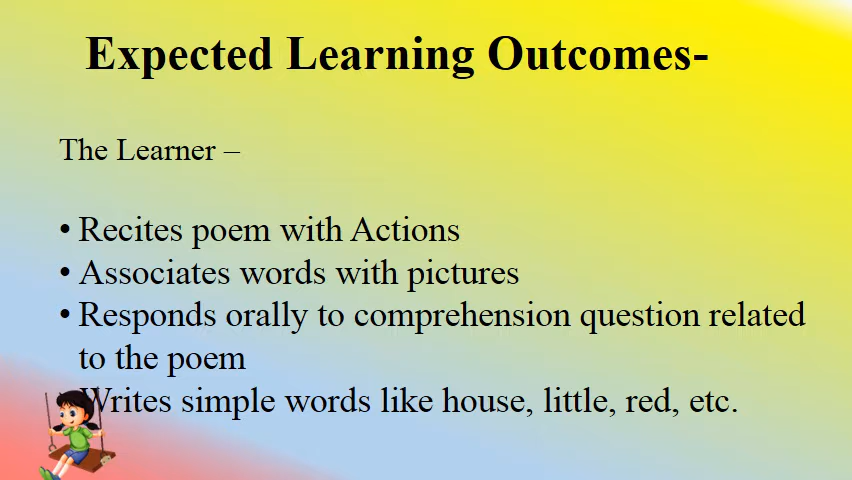 Expected Learning Outcomes-
The Learner –
• Recites poem with Actions
• Associates words with pictures
• Responds orally to comprehension question related
to the poem
• Writes simple words like house, little, red, etc.